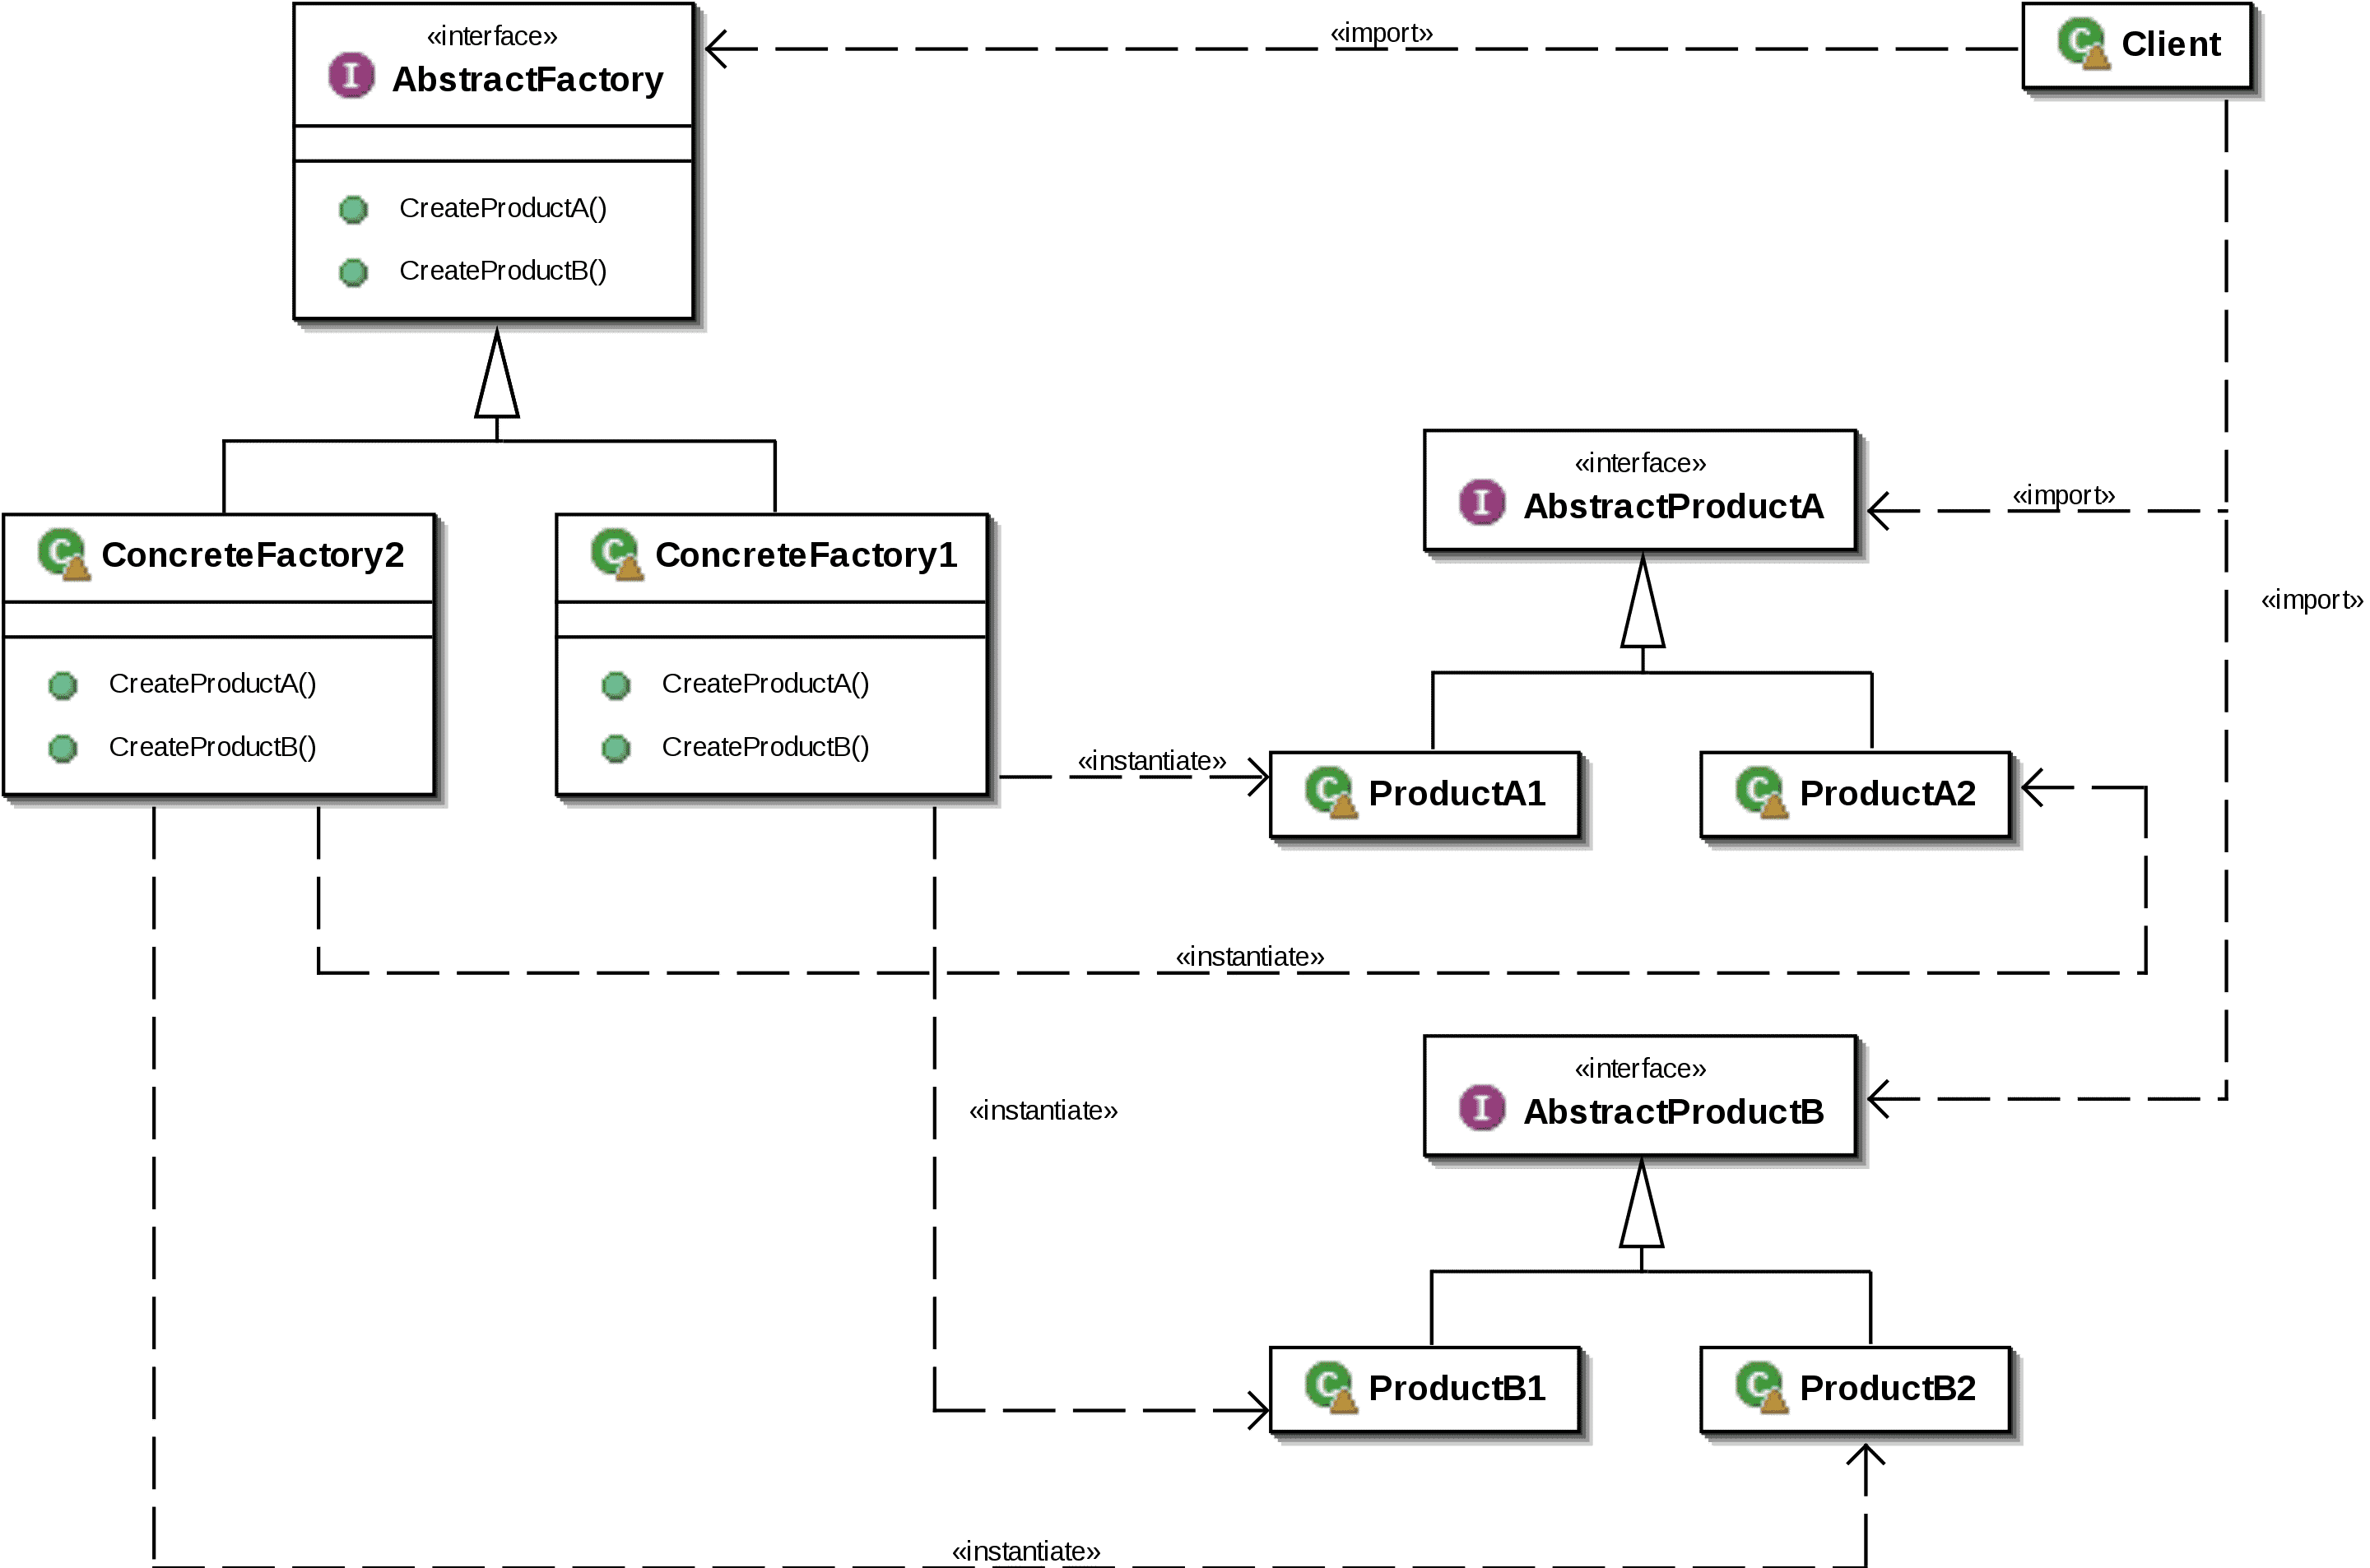 «interface»
AbstractFactory
CreateProductA()
CreateProductB()
«import»
Client
ConcreteFactory2
CreateProductA()
CreateProductB()
ConcreteFactory1
CreateProductA()
CreateProductB()
«interface»
AbstractProductA
«import»
«import»
«instantiate»
ProductA1
ProductA2
«instantiate»
«interface»
AbstractProductB
«instantiate»
ProductB1
ProductB2
«instantiate»